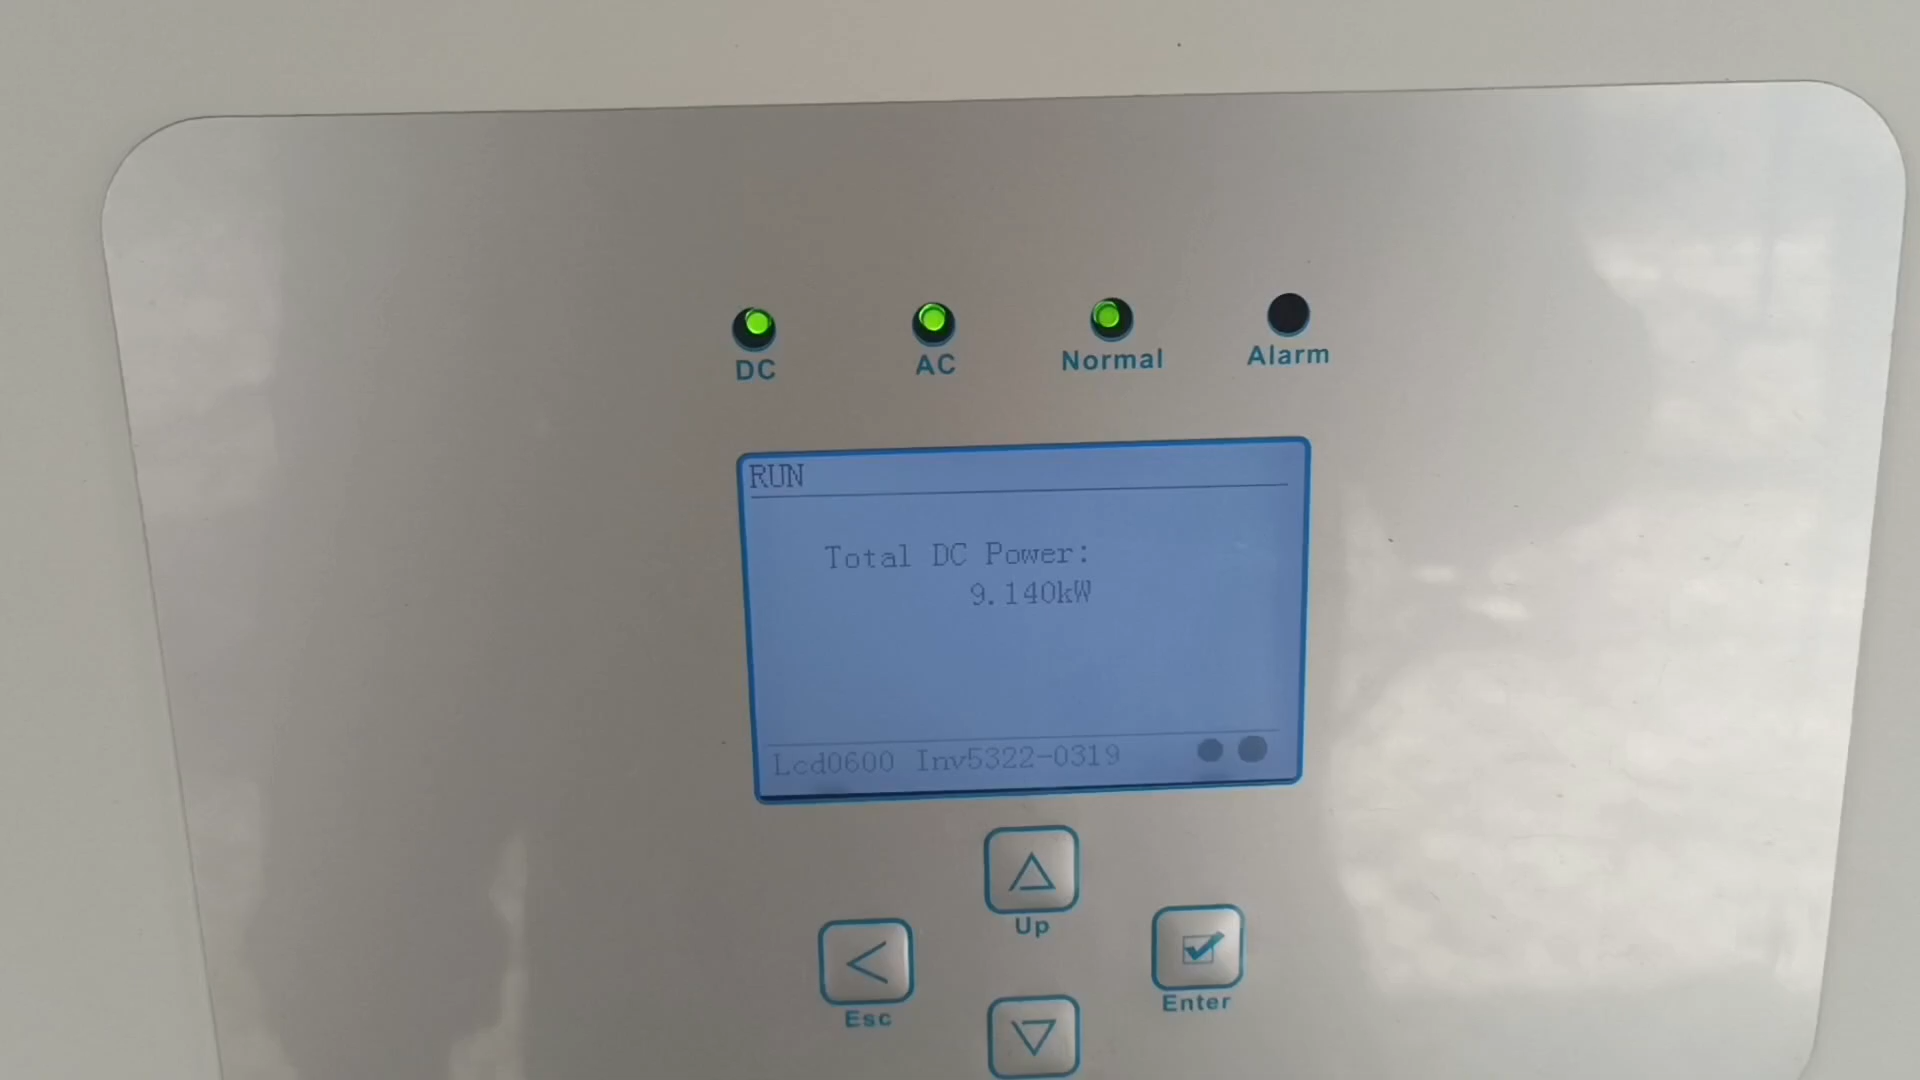 DC
AC
Normal
Alarm
RUN
Total DC Power:
9.140kW
Lcd0600 Inv5322-0319
Up
Esc
Enter